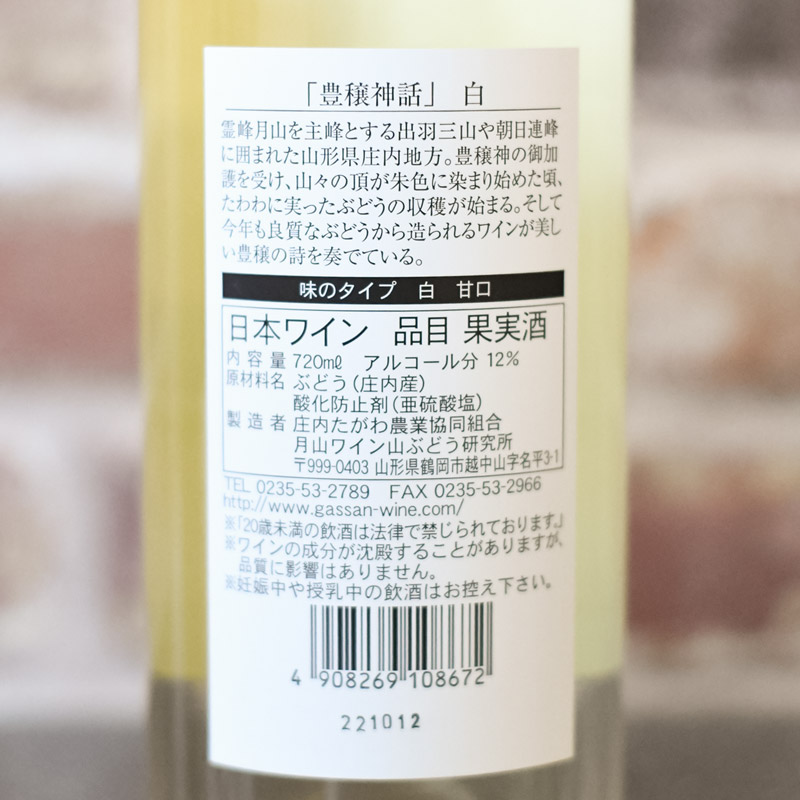 「豊穣神話」 白
霊峰月山を主峰とする出羽三山や朝日連峰
に囲まれた山形県庄内地方。豊穣神の御加
護を受け、山々の頂が朱色に染まり始めた頃、
たわわに実ったぶどうの収穫が始まる。そして
今年も良質なぶどうから造られるワインが美し
い豊穣の詩を奏でている。
味のタイプ 白 甘口
日本ワイン 品目 果実酒
内容量 720㎖ アルコール分 12%
原材料名 ぶどう(庄内産)
酸化防止剤(亜硫酸塩)
製造者 庄内たがわ農業協同組合
月山ワイン山ぶどう研究所
〒999-0403 山形県鶴岡市越中山字名平3-1
TEL 0235-53-2789 FAX 0235-53-2966
http://www.gassan-wine.com/
※「20歳未満の飲酒は法律で禁じられております。」
※ワインの成分が沈殿することがありますが、
品質に影響はありません。
※妊娠中や授乳中の飲酒はお控え下さい。
4 908269 108672
221012